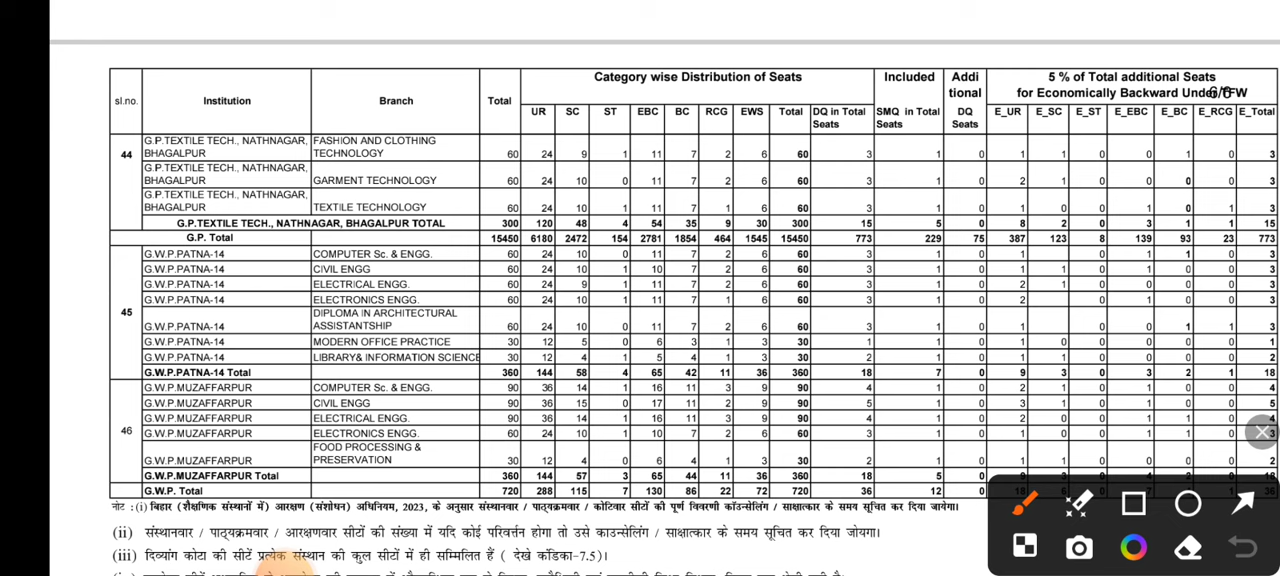 Category wise Distribution of Seats Included Addi 5 % of Total additional Seats
sl.no. Institution Branch Total tional for Economically Backward Under/TFW
UR SC ST EBC BC RCG EWS Total DQ in Total SMQ in Total DQ E_UR E_SC E_ST E_EBC E_BC E_RCG E_Total
Seats Seats Seats
G.P.TEXTILE TECH., NATHNAGAR, FASHION AND CLOTHING
44 BHAGALPUR TECHNOLOGY 60 24 9 1 11 7 2 6 60 3 1 0 1 1 0 0 1 0 3
G.P.TEXTILE TECH., NATHNAGAR,
BHAGALPUR GARMENT TECHNOLOGY 60 24 10 0 11 7 2 6 60 3 1 0 2 1 0 0 0 0 3
G.P.TEXTILE TECH., NATHNAGAR,
BHAGALPUR TEXTILE TECHNOLOGY 60 24 10 1 11 7 1 6 60 3 1 0 1 0 0 1 0 1 3
G.P.TEXTILE TECH., NATHNAGAR, BHAGALPUR TOTAL 300 120 48 4 54 35 9 30 300 15 5 0 8 2 0 3 1 1 15
G.P. Total 15450 6180 2472 154 2781 1854 464 1545 15450 773 229 75 387 123 8 139 93 23 773
G.W.P.PATNA-14 COMPUTER Sc. & ENGG. 60 24 10 0 11 7 2 6 60 3 1 0 1 0 1 1 0 3
G.W.P.PATNA-14 CIVIL ENGG 60 24 10 1 10 7 2 6 60 3 1 0 1 1 0 1 0 0 3
G.W.P.PATNA-14 ELECTRICAL ENGG. 60 24 9 1 11 7 2 6 60 3 1 0 2 1 0 0 0 0 3
G.W.P.PATNA-14 ELECTRONICS ENGG. 60 24 10 1 11 7 1 6 60 3 1 0 2 0 1 0 0 3
DIPLOMA IN ARCHITECTURAL
45 G.W.P.PATNA-14 ASSISTANTSHIP 60 24 10 0 11 7 2 6 60 3 1 0 1 0 0 1 1 3
G.W.P.PATNA-14 MODERN OFFICE PRACTICE 30 12 5 0 6 3 1 3 30 1 1 0 1 0 0 0 0 0 1
G.W.P.PATNA-14 LIBRARY& INFORMATION SCIENCE 30 12 4 1 5 4 1 3 30 2 1 0 1 1 0 0 0 0 2
G.W.P.PATNA-14 Total 360 144 58 4 65 42 11 36 360 18 7 0 9 3 0 3 2 1 18
G.W.P.MUZAFFARPUR COMPUTER Sc. & ENGG. 90 36 14 1 16 11 3 9 90 4 1 0 2 1 0 1 0 0 4
G.W.P.MUZAFFARPUR CIVIL ENGG 90 36 15 0 17 11 2 9 90 5 1 0 3 1 0 1 0 0 5
G.W.P.MUZAFFARPUR ELECTRICAL ENGG. 90 36 14 1 16 11 3 9 90 4 1 0 2 0 0 1 1 0 4
46 G.W.P.MUZAFFARPUR ELECTRONICS ENGG. 60 24 10 1 10 7 2 6 60 3 1 0 1 0 0 1 1 0 3
FOOD PROCESSING &
G.W.P.MUZAFFARPUR PRESERVATION 30 12 4 0 6 4 1 3 30 2 1 0 1 1 0 0 0 0 2
G.W.P.MUZAFFARPUR Total 360 144 57 3 65 44 11 36 360 18 5 0
G.W.P. Total 720 288 115 7 130 86 22 72 720 36 12 0
नोट :(i) बिहार (शैक्षणिक संस्थानों में) आरक्षण (संशोधन) अधिनियम, 2023, के अनुसार संस्थानवार / पाठ्यक्रमवार / कोटिवार सीटों की पूर्ण विवरणी काँउन्सेलिंग / साक्षात्कार के समय सूचित कर दिया जायेगा।
(ii) संस्थानवार / पाठ्यक्रमवार / आरक्षणवार सीटों की संख्या में यदि कोई परिवर्तन होगा तो उसे काउन्सेलिंग / साक्षात्कार के समय सूचित कर दिया जयेगा।
(iii) दिव्यांग कोटा की सीटें प्रत्येक संस्थान की कुल सीटों में ही सम्मिलित हैं ( देखे कंडिका-7.5)।